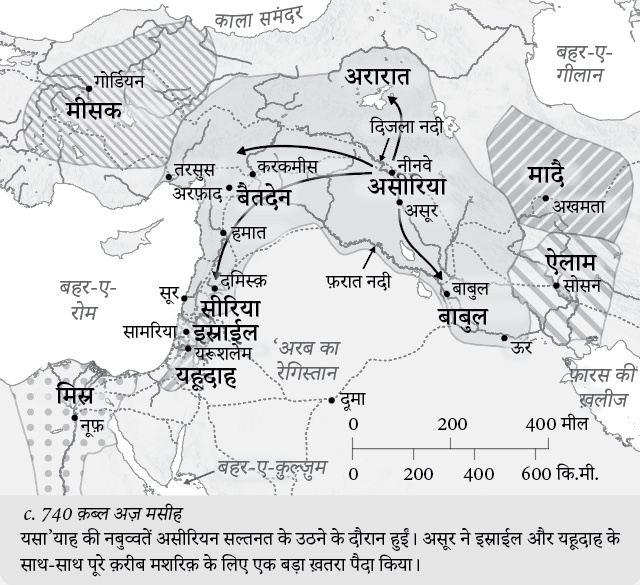 काला समंदर
बहर-ए-
गीलान
अरारात
गोर्डियन
मीसक
दिजला नदी
तरसुस
करकमीस
नीनवे
मादै
अरफ़ाद
बैतदेन
असीरिया
अखमता
असूर
हमात
ऐलाम
फ़रात नदी
दमिस्क़
बाबुल
सोसन
बहर-ए-
रोम
सूर
सीरिया
बाबुल
सामरिया
इस्राईल
ऊर
यरूशलेम
यहूदाह
'अरब का
रेगिस्तान
फ़ारस की
ख़लीज
मिस्र
दूमा
नूफ़
0 200 400 मील
बहर-ए-क़ुल्ज़ुम
0 200 400 600 कि.मी.
c. 740 क़ब्ल अज़ मसीह
यसा'याह की नबुव्वतें असीरियन सल्तनत के उठने के दौरान हुईं। असूर ने इस्राईल और यहूदाह के
साथ-साथ पूरे क़रीब मशरिक़ के लिए एक बड़ा ख़तरा पैदा किया।